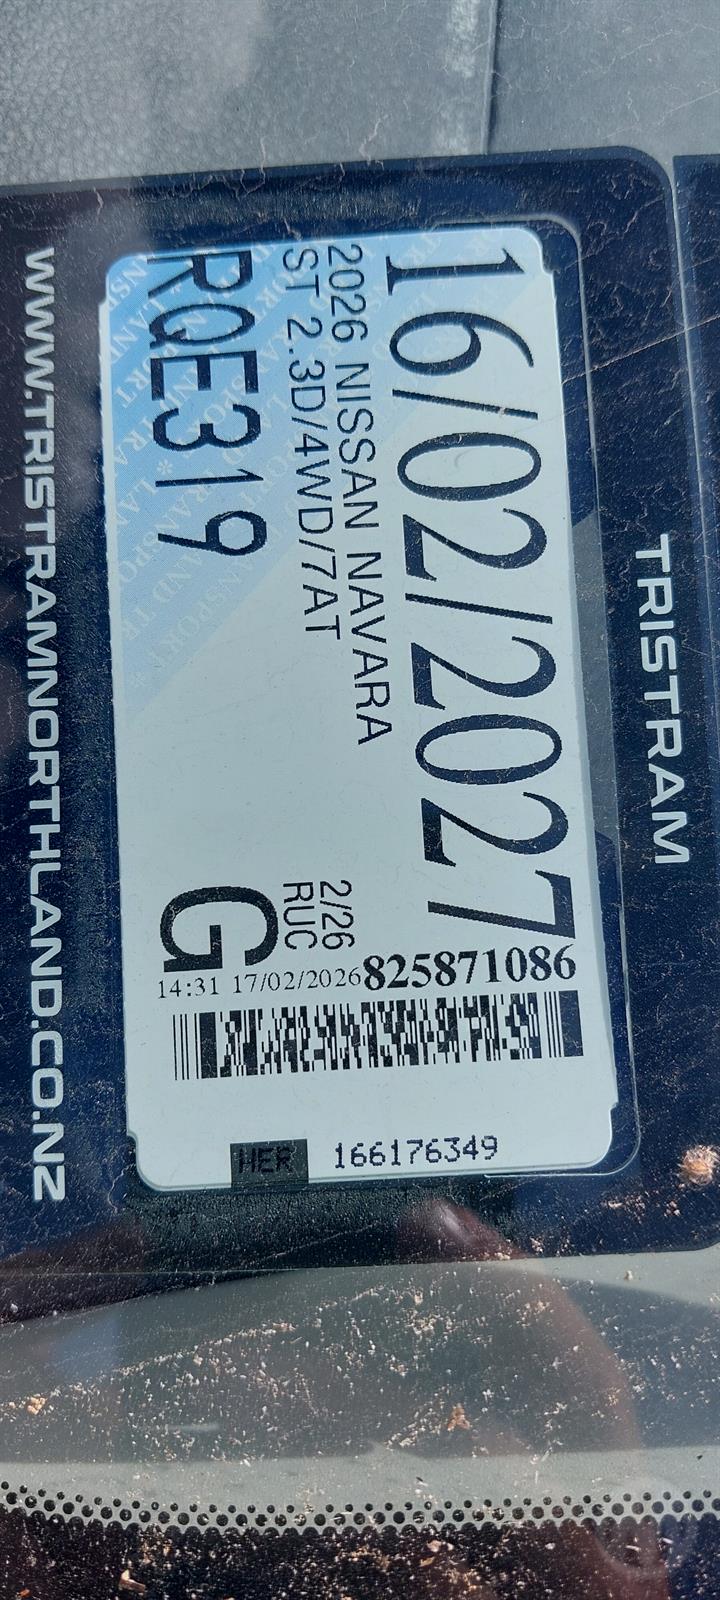 TRISTRAM
16/02/2027
2026 NISSAN NAVARA
ST 2.3D/4WD/7AT
2/26
RUC
RQE319
G
825871086
14:31 17/02/2026
166176349
HER
WWW.TRISTRAMNORTHLAND.CO.NZ